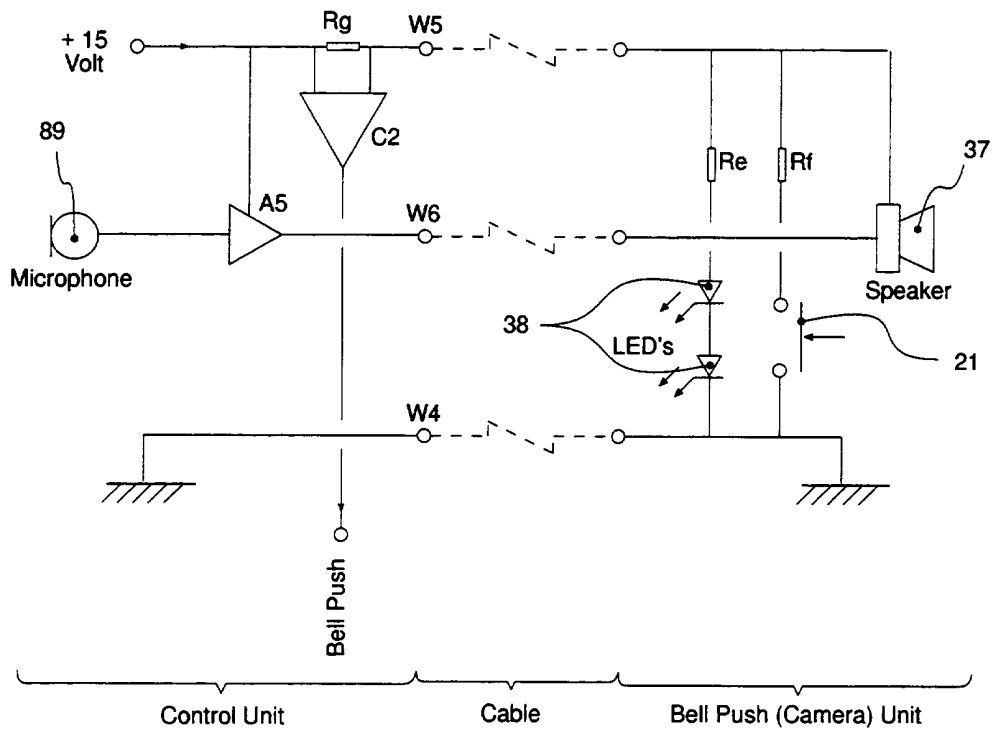 Rg
W5
+ 15
Volt
C2
89
37
Re
Rf
A5
W6
Microphone
Speaker
38
LED's
21
W4
Bell Push
Control Unit
Cable
Bell Push (Camera) Unit